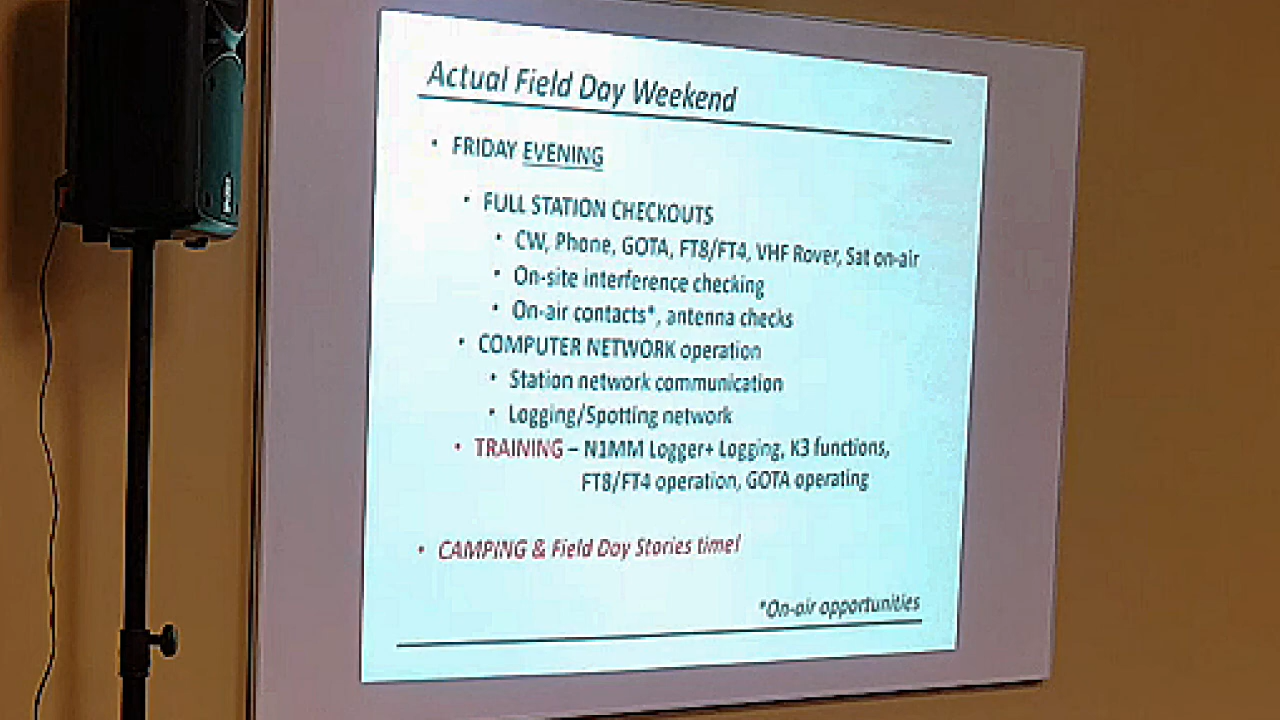 Actual Field Day Weekend
• FRIDAY EVENING
• FULL STATION CHECKOUTS
• CW, Phone, GOTA, FT8/FT4, VHF Rover, Sat on-air
• On-site interference checking
• On-air contacts*, antenna checks
• COMPUTER NETWORK operation
• Station network communication
• Logging/Spotting network
• TRAINING – N1MM Logger+ Logging, K3 functions,
FT8/FT4 operation, GOTA operating
• CAMPING & Field Day Stories time!
*On-air opportunities